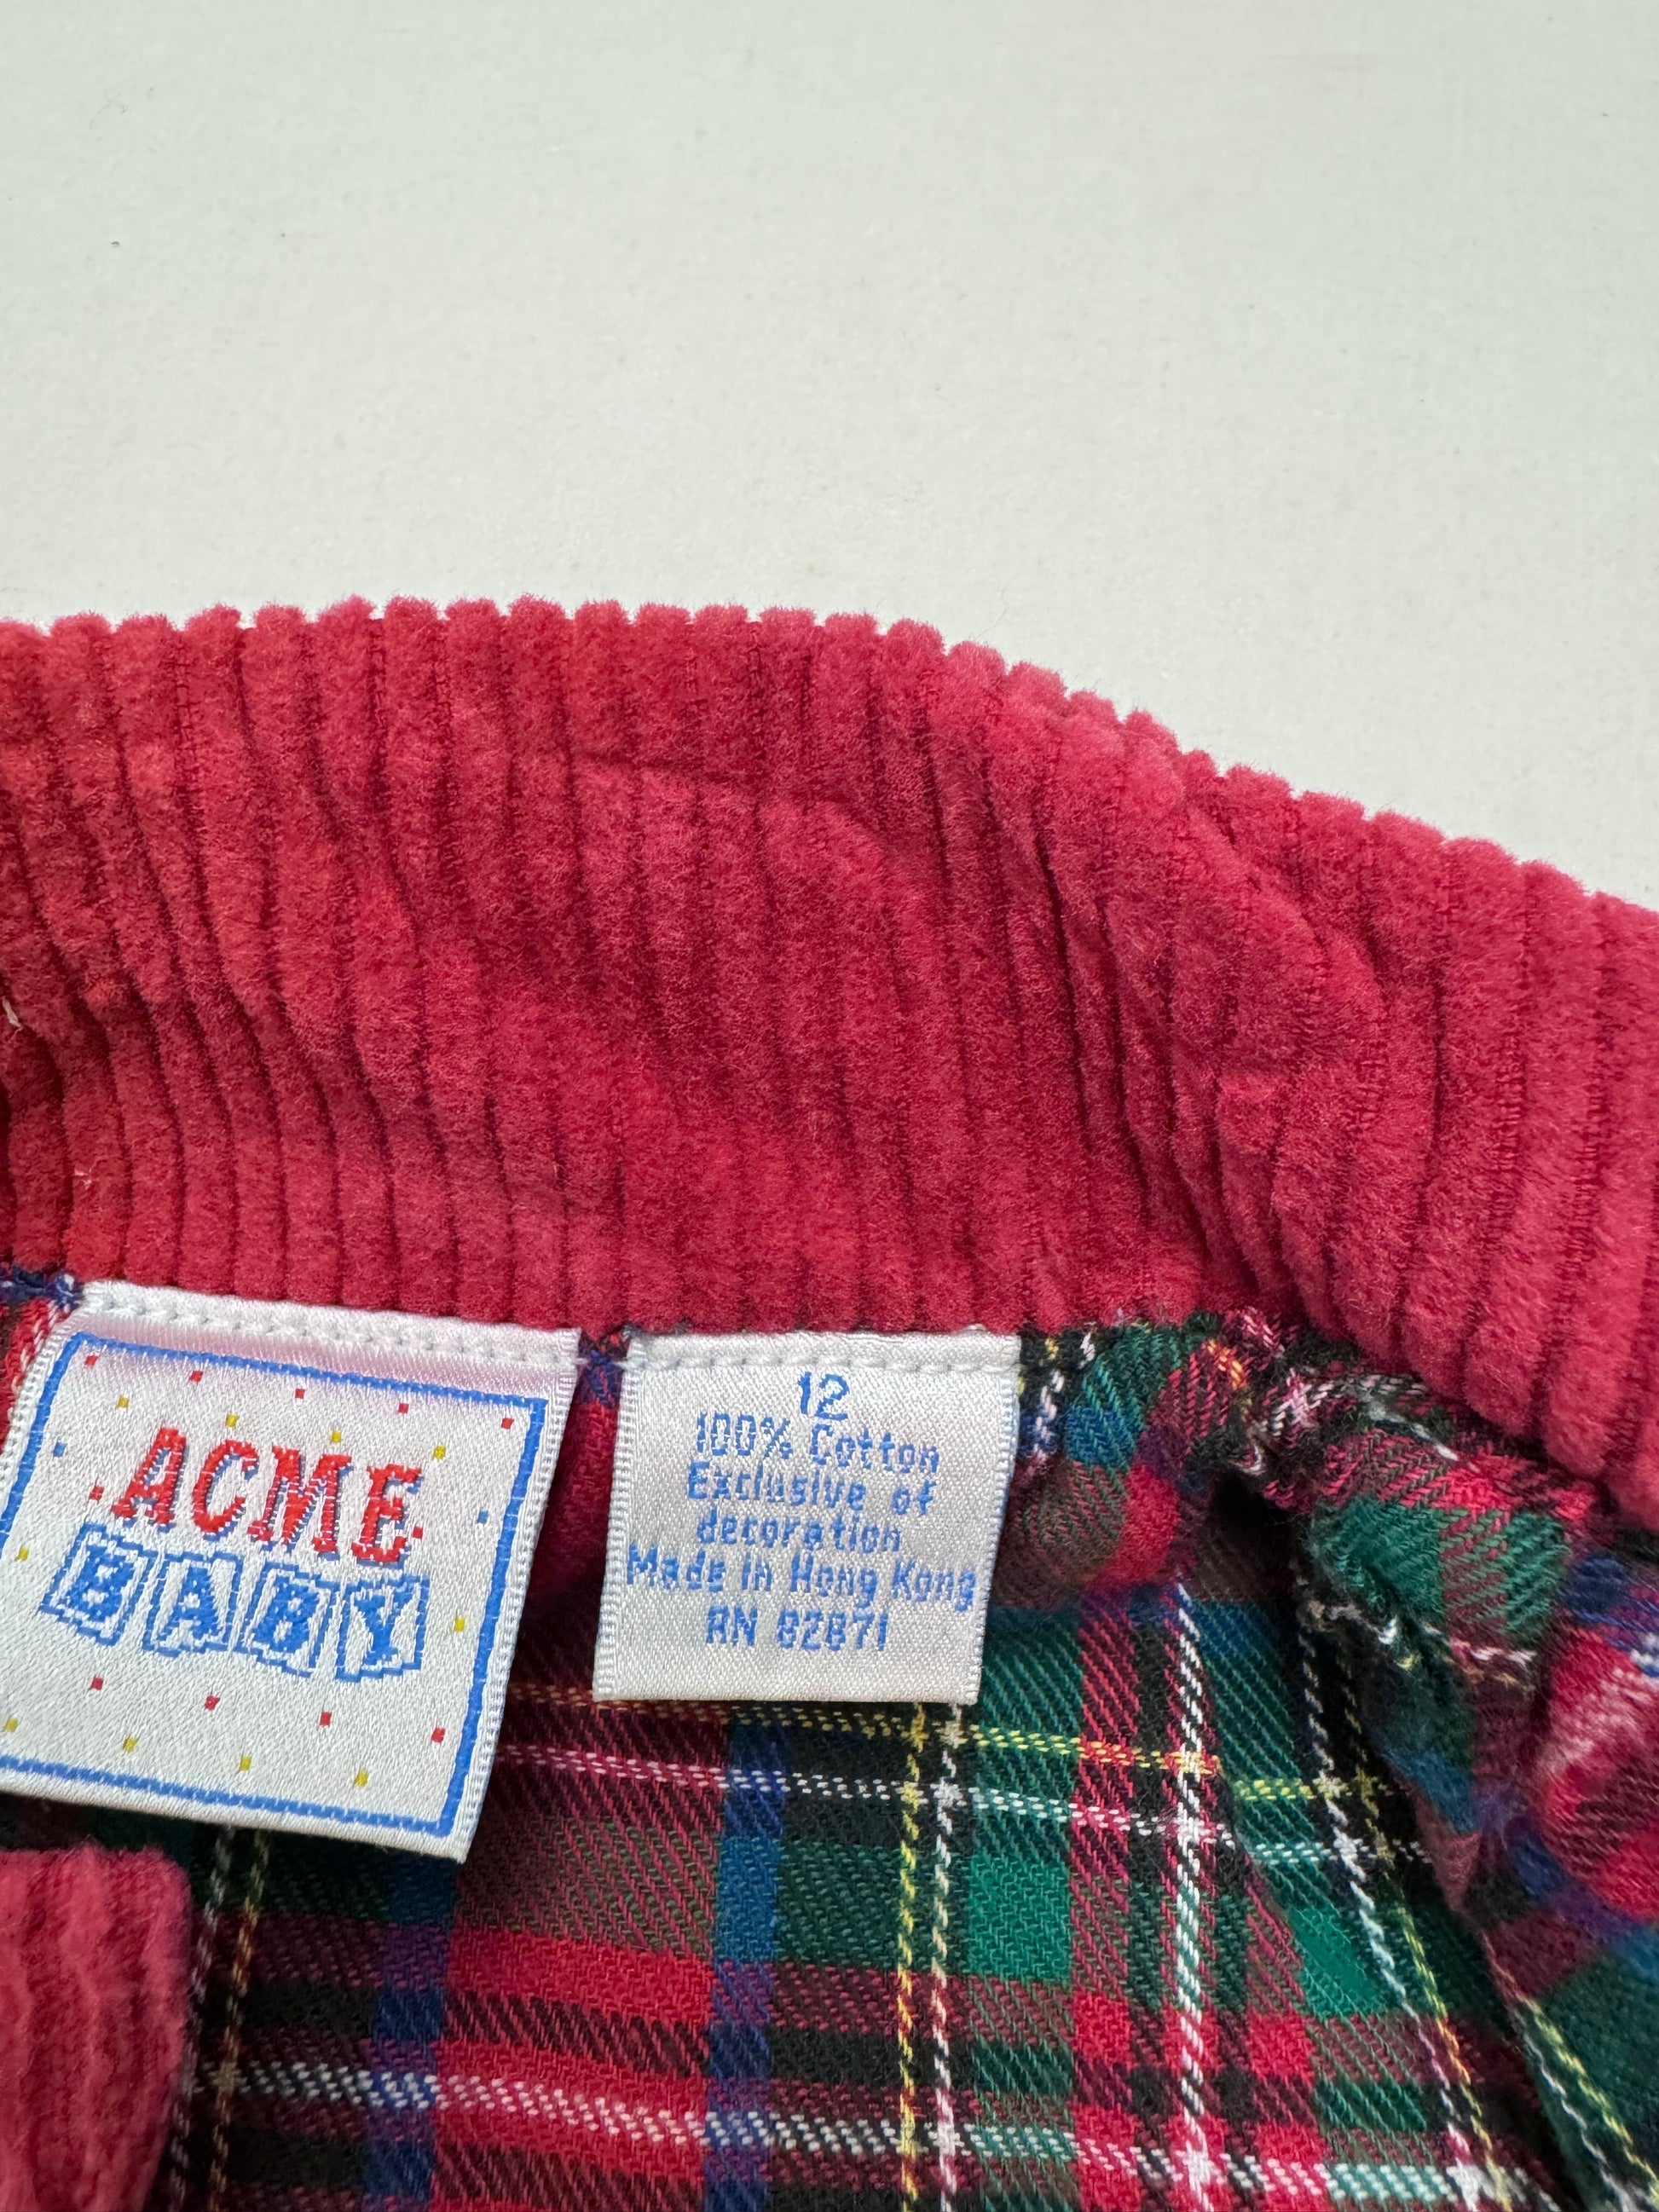 ACME
BABY
12
100% Cotton
Exclusive of
decoration
Made in Hong Kong
RN 82871